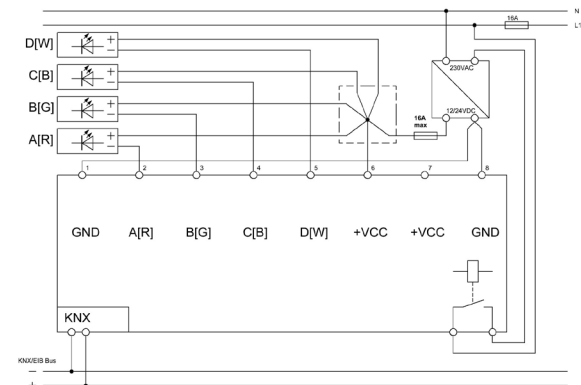 N
16A
L1
D[W]
+
−
230VAC
C[B]
+
−
B[G]
+
−
12/24VDC
16A
max
A[R]
+
−
1 2 3 4 5 6 7 8
GND A[R] B[G] C[B] D[W] +VCC +VCC GND
KNX
KNX/EIB Bus
−
+